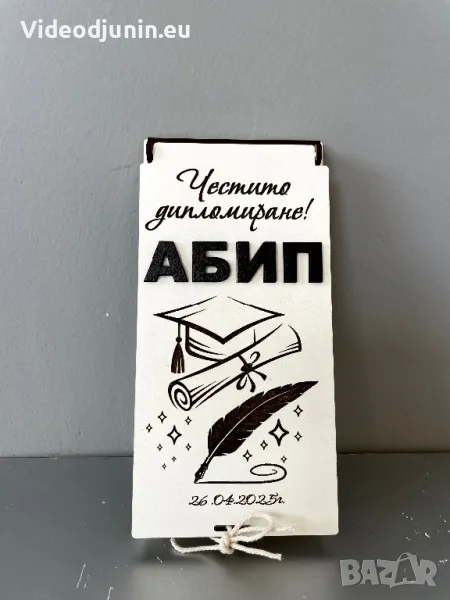 Videodjunin.eu
Честито
дипломиране!
АБИП
26.04.2025г.
BAZAR